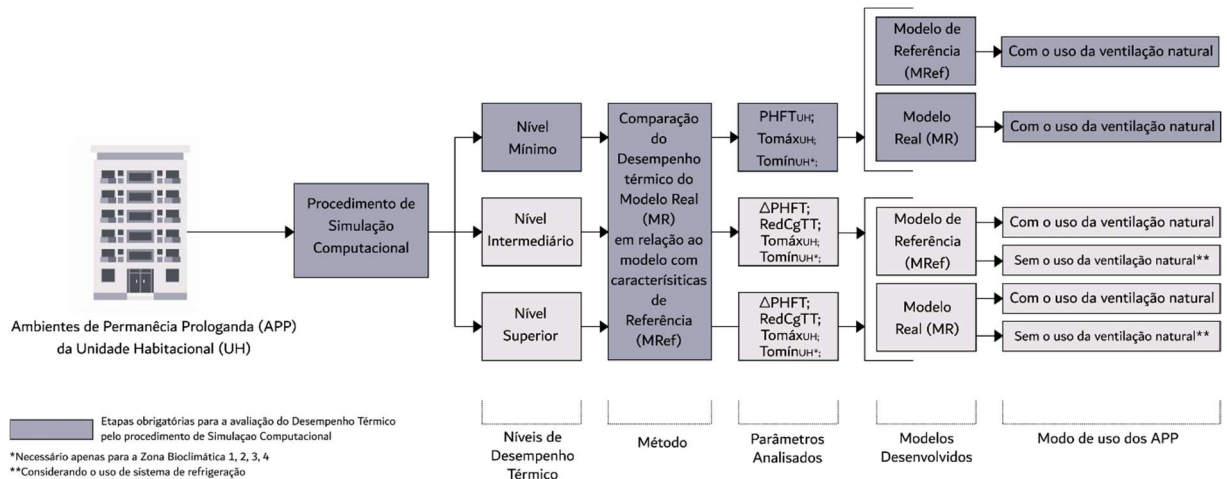 Ambientes de Permanêcia Prologanda (APP)
da Unidade Habitacional (UH)
Procedimento de
Simulação
Computacional
Nível
Mínimo
Nível
Intermediário
Nível
Superior
Comparação
do
Desempenho
térmico do
Modelo Real
(MR)
em relação ao
modelo com
caracterísiticas
de
Referência
(MRef)
PHFTUH;
TomáxUH;
TomínUH*;
ΔPHFT;
RedCgTT;
TomáxUH;
TomínUH*;
ΔPHFT;
RedCgTT;
TomáxUH;
TomínUH*;
Modelo de
Referência
(MRef)
Modelo
Real (MR)
Modelo de
Referência
(MRef)
Modelo
Real (MR)
Com o uso da ventilação natural
Com o uso da ventilação natural
Com o uso da ventilação natural
Sem o uso da ventilação natural**
Com o uso da ventilação natural
Sem o uso da ventilação natural**
Níveis de
Desempenho
Térmico
Método
Parâmetros
Analisados
Modelos
Desenvolvidos
Modo de uso dos APP
Etapas obrigatórias para a avaliação do Desempenho Térmico
pelo procedimento de Simulaçao Computacional
*Necessário apenas para a Zona Bioclimática 1, 2, 3, 4
**Considerando o uso de sistema de refrigeração